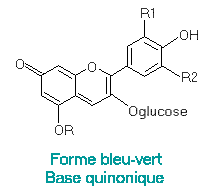 R1
OH
O
O
R2
Oglucose
OR
Forme bleu-vert
Base quinonique